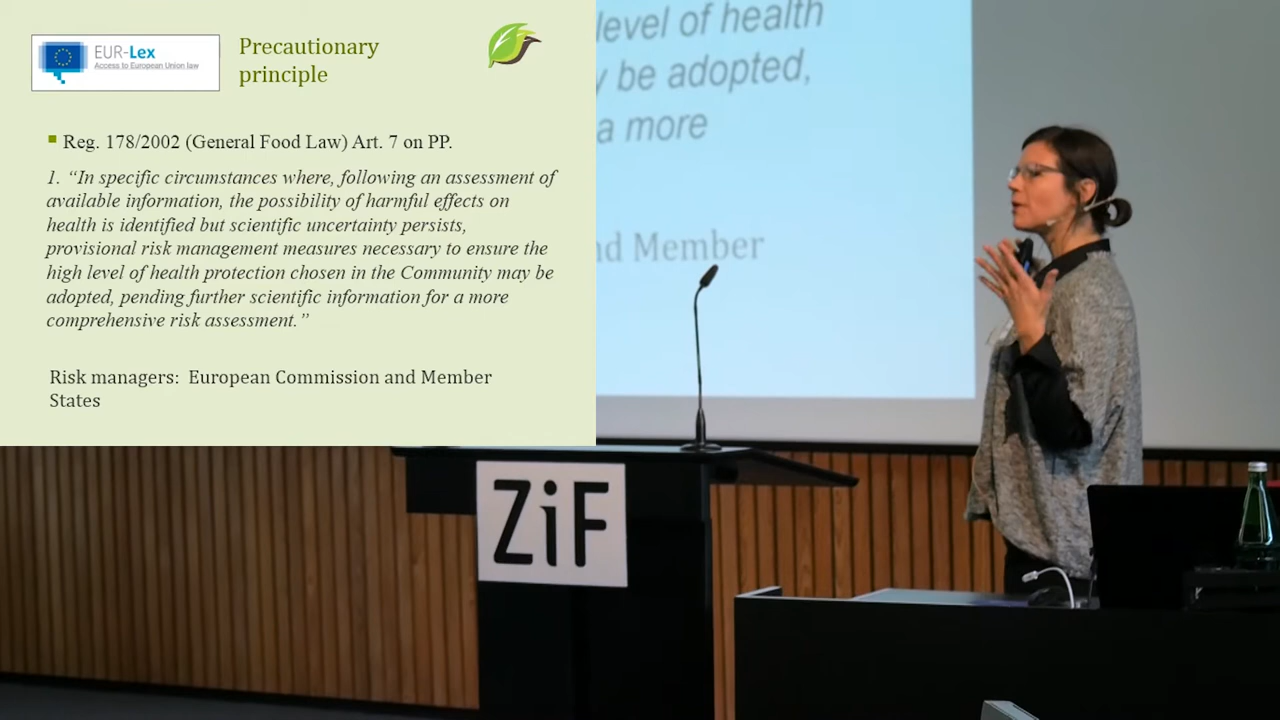 EUR-Lex
Access to European Union law
Precautionary
principle
Reg. 178/2002 (General Food Law) Art. 7 on PP.
1. “In specific circumstances where, following an assessment of
available information, the possibility of harmful effects on
health is identified but scientific uncertainty persists,
provisional risk management measures necessary to ensure the
high level of health protection chosen in the Community may be
adopted, pending further scientific information for a more
comprehensive risk assessment.”
Risk managers: European Commission and Member
States
level of health
be adopted,
a more
nd Member
ZiF